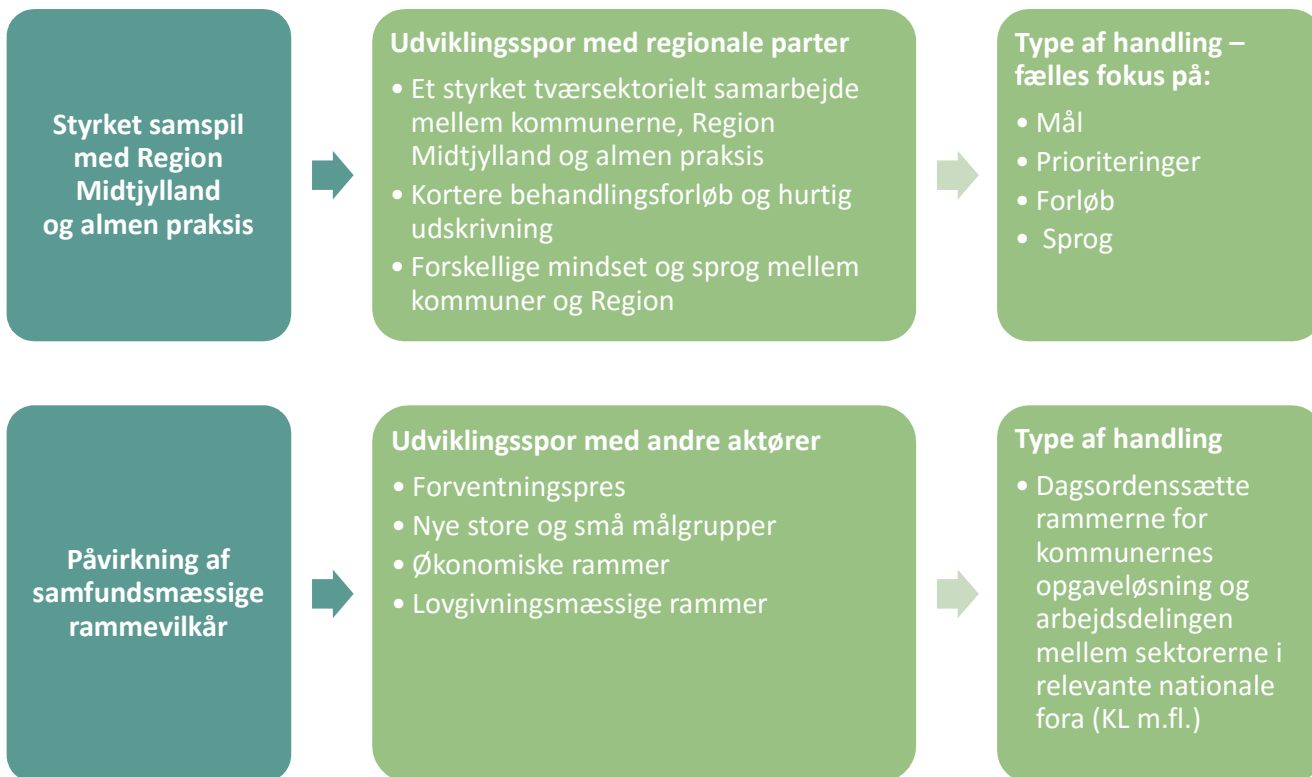 Styrket samspil
med Region
Midtjylland
og almen praksis
Udviklingsspor med regionale parter
• Et styrket tværsektorielt samarbejde
mellem kommunerne, Region
Midtjylland og almen praksis
• Kortere behandlingsforløb og hurtig
udskrivning
• Forskellige mindset og sprog mellem
kommuner og Region
Type af handling –
fælles fokus på:
• Mål
• Prioriteringer
• Forløb
• Sprog
Påvirkning af
samfundsmæssige
rammevilkår
Udviklingsspor med andre aktører
• Forventningspres
• Nye store og små målgrupper
• Økonomiske rammer
• Lovgivningsmæssige rammer
Type af handling
• Dagsordenssætte
rammerne for
kommunernes
opgaveløsning og
arbejdsdelingen
mellem sektorerne i
relevante nationale
fora (KL m.fl.)